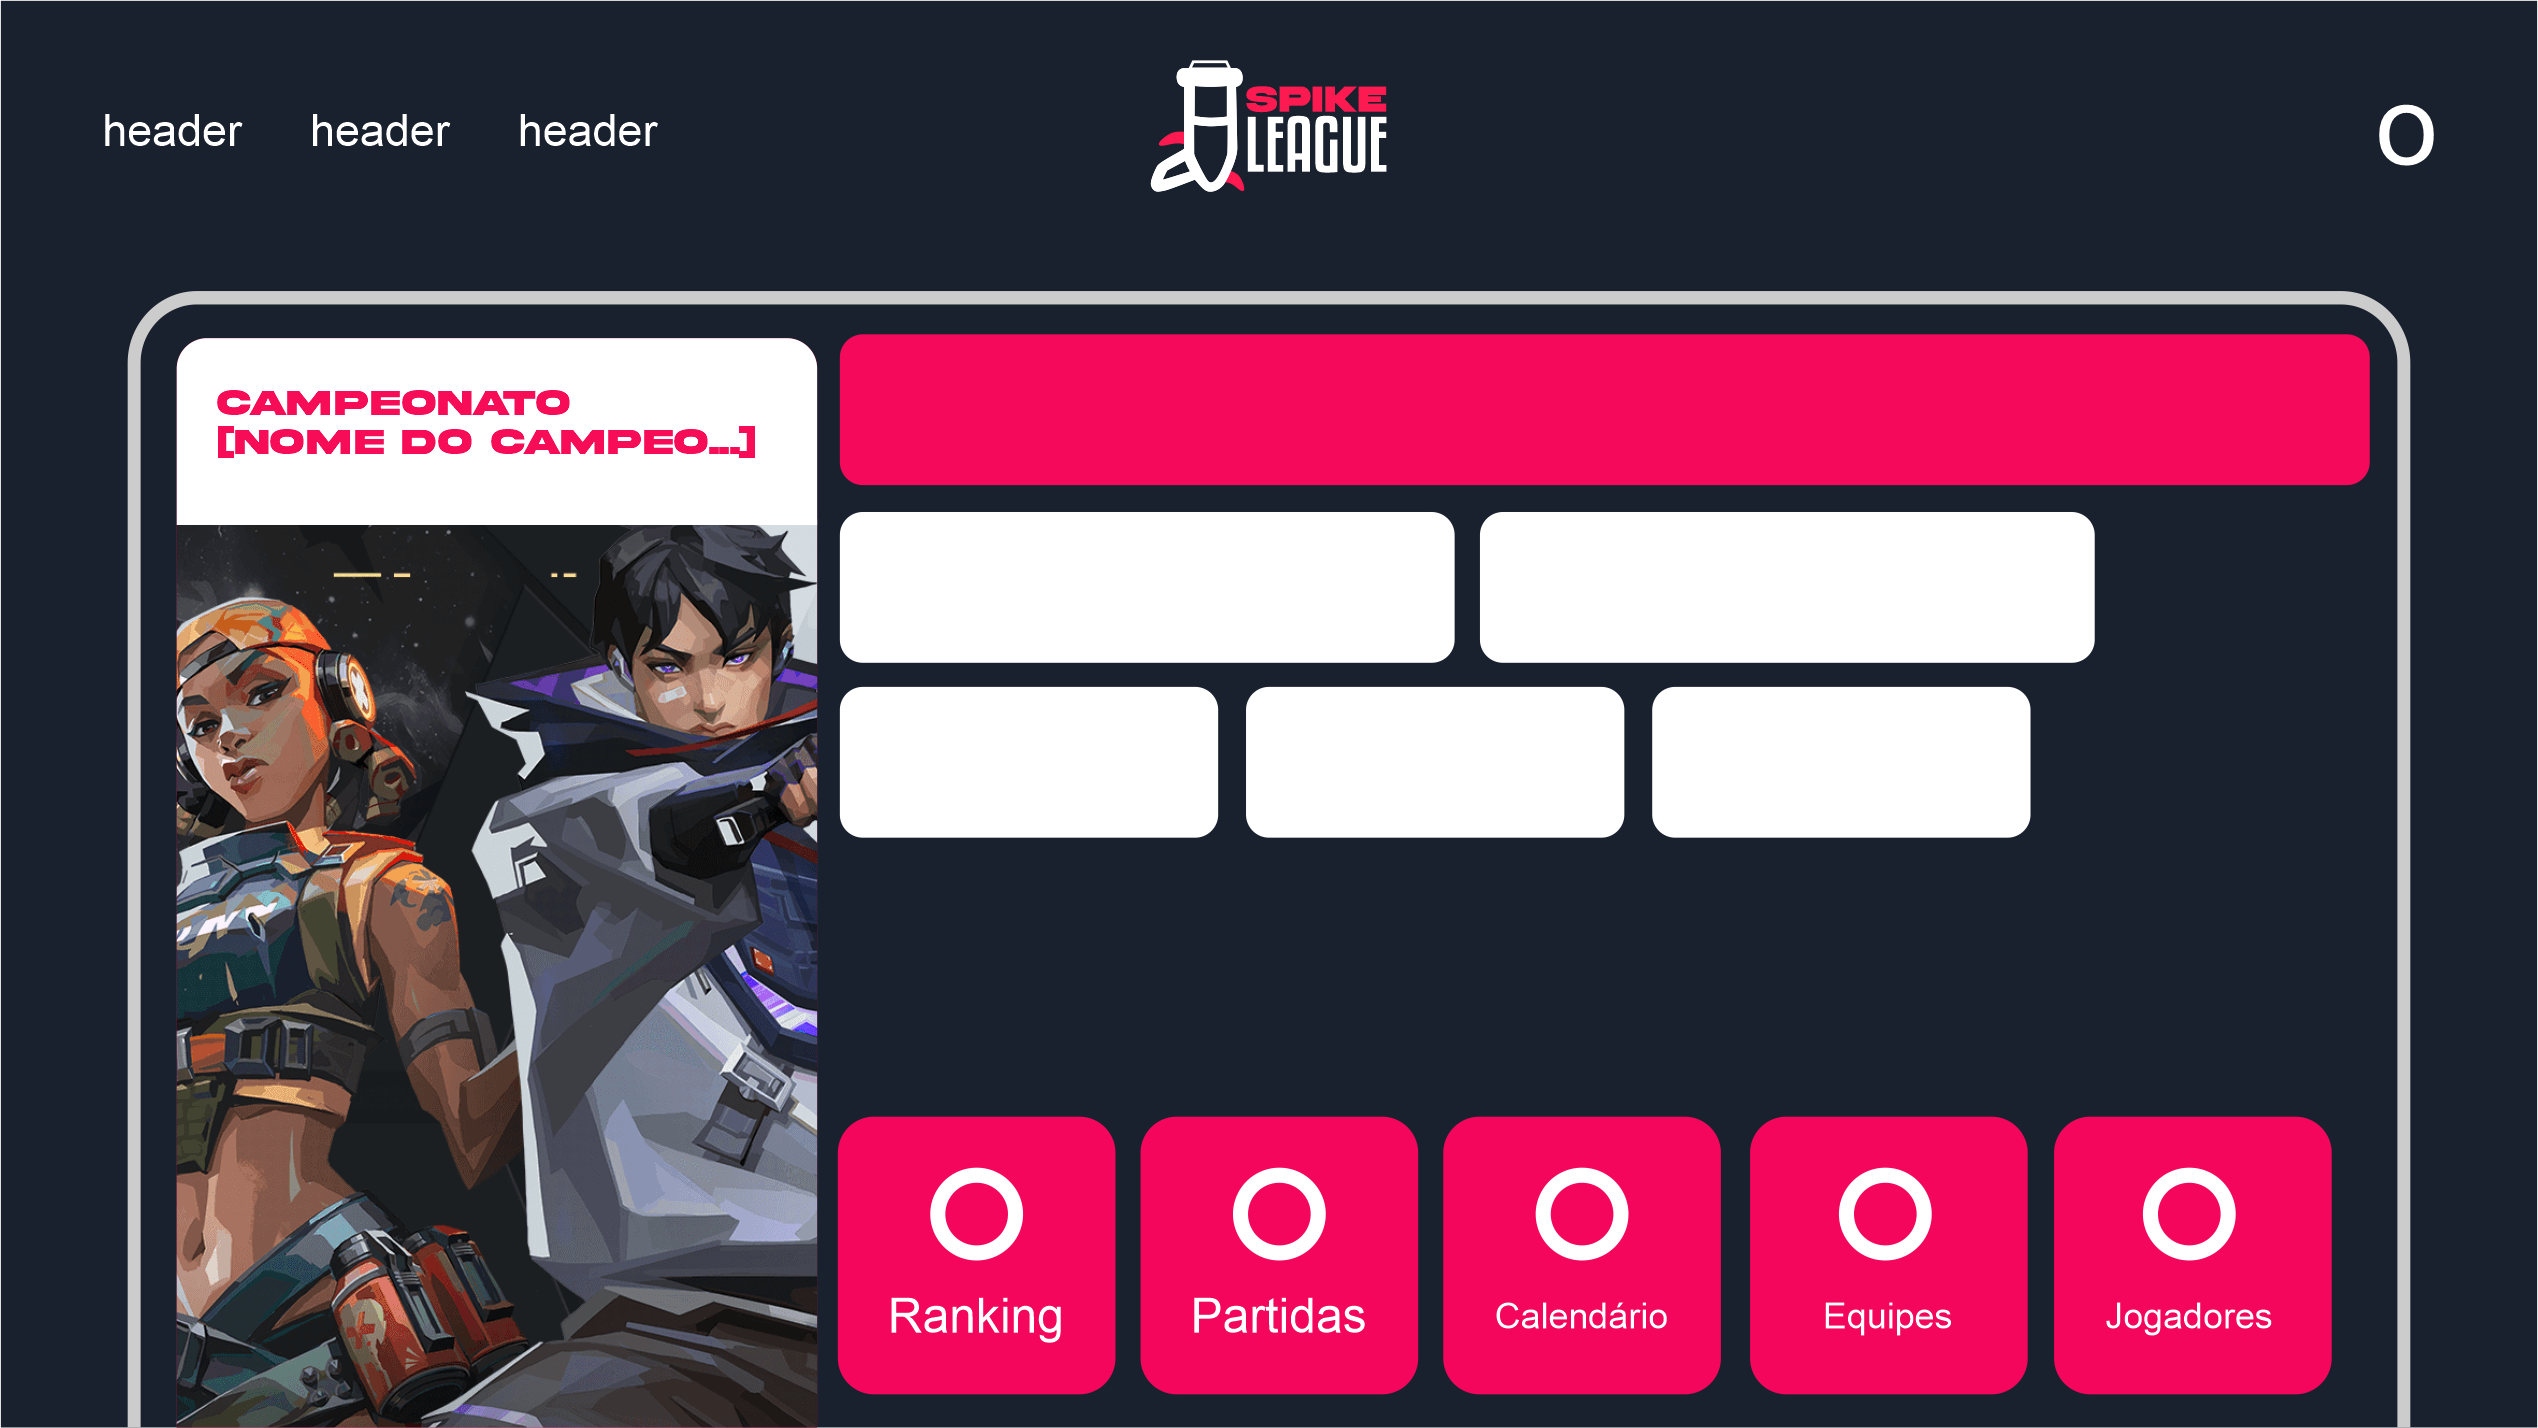 header header header
SPIKE
LEAGUE
O
CAMPEONATO
[NOME DO CAMPEO...]
Ranking
Partidas
Calendário
Equipes
Jogadores